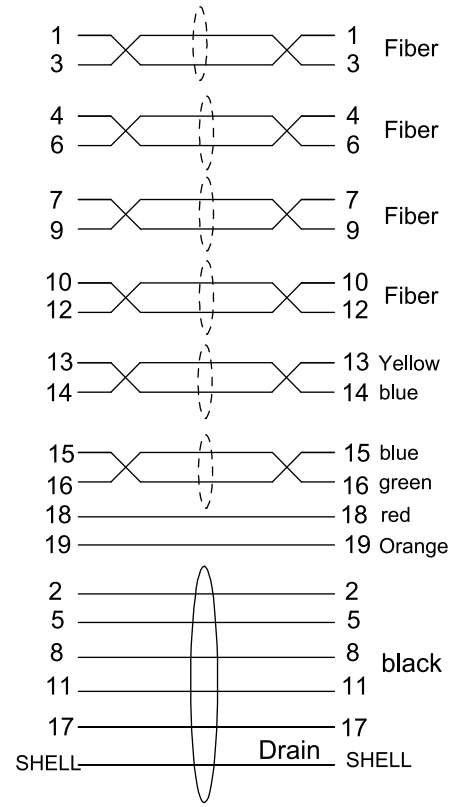 1 1 Fiber
3 3
4 4 Fiber
6 6
7 7 Fiber
9 9
10 10 Fiber
12 12
13 13 Yellow
14 14 blue
15 15 blue
16 16 green
18 18 red
19 19 Orange
2 2
5 5
8 8 black
11 11
17 17
SHELL Drain SHELL